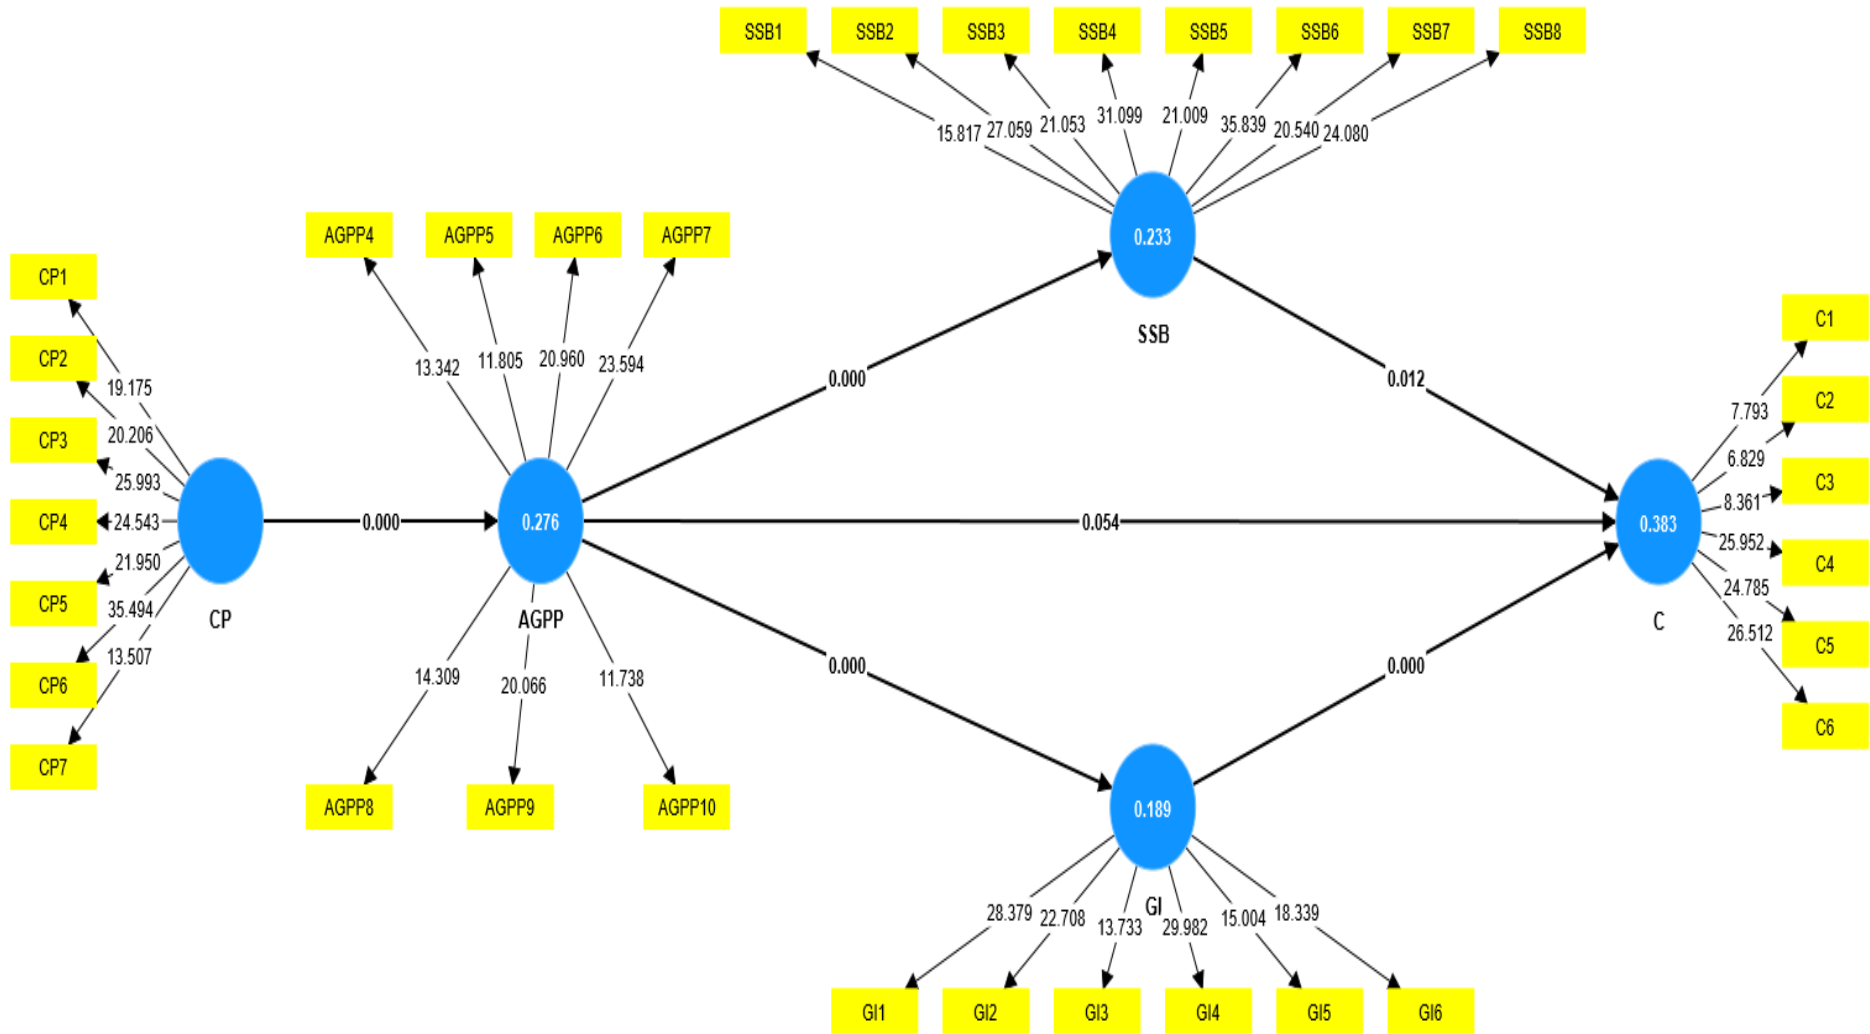 SSB1 SSB2 SSB3 SSB4 SSB5 SSB6 SSB7 SSB8
15.817 27.059 21.053 31.099 21.009 35.839 20.540 24.080
0.233
SSB
AGPP4 AGPP5 AGPP6 AGPP7
13.342 11.805 20.960 23.594
CP1
CP2
CP3
CP4
CP5
CP6
CP7
19.175
20.206
25.993
24.543
21.950
35.494
13.507
CP
0.000
0.276
AGPP
14.309 20.066 11.738
AGPP8 AGPP9 AGPP10
0.000
0.054
0.000
0.012
0.000
0.383
C
7.793
6.829
8.361
25.952
24.785
26.512
C1
C2
C3
C4
C5
C6
0.189
GI
28.379 22.708 13.733 29.982 15.004 18.339
GI1 GI2 GI3 GI4 GI5 GI6